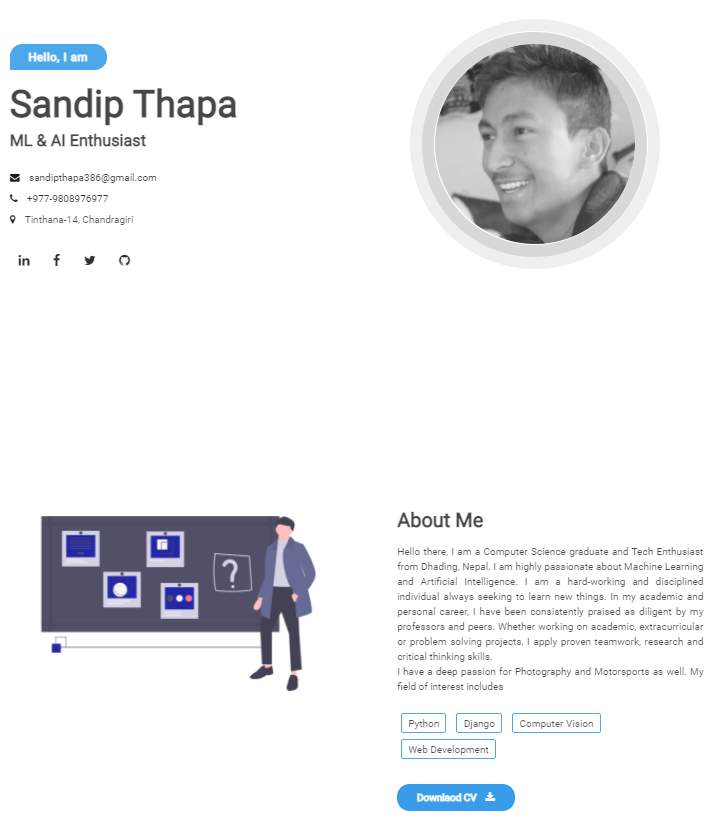 Hello, I am
Sandip Thapa
ML & AI Enthusiast
sandipthapa386@gmail.com
+977-9808976977
Tinthana-14, Chandragiri
?
About Me
Hello there, I am a Computer Science graduate and Tech Enthusiast
from Dhading, Nepal. I am highly passionate about Machine Learning
and Artificial Intelligence. I am a hard-working and disciplined
individual always seeking to learn new things. In my academic and
personal career, I have been consistently praised as diligent by my
professors and peers. Whether working on academic, extracurricular
or problem solving projects, I apply proven teamwork, research and
critical thinking skills.
I have a deep passion for Photography and Motorsports as well. My
field of interest includes
Python Django Computer Vision
Web Development
Downlaod CV